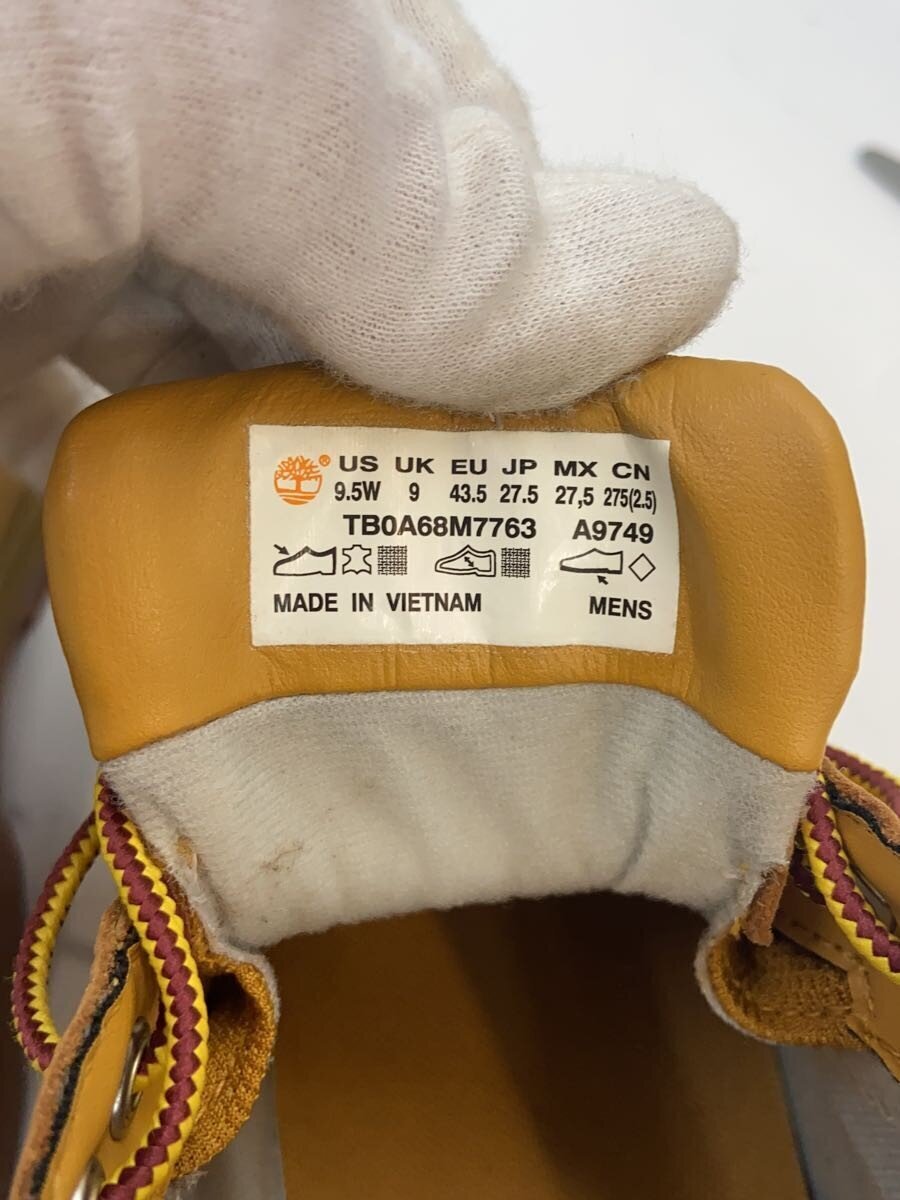 ® US UK EU JP MX CN
9.5W 9 43.5 27.5 27,5 275(2.5)
TB0A68M7763 A9749
MADE IN VIETNAM MENS